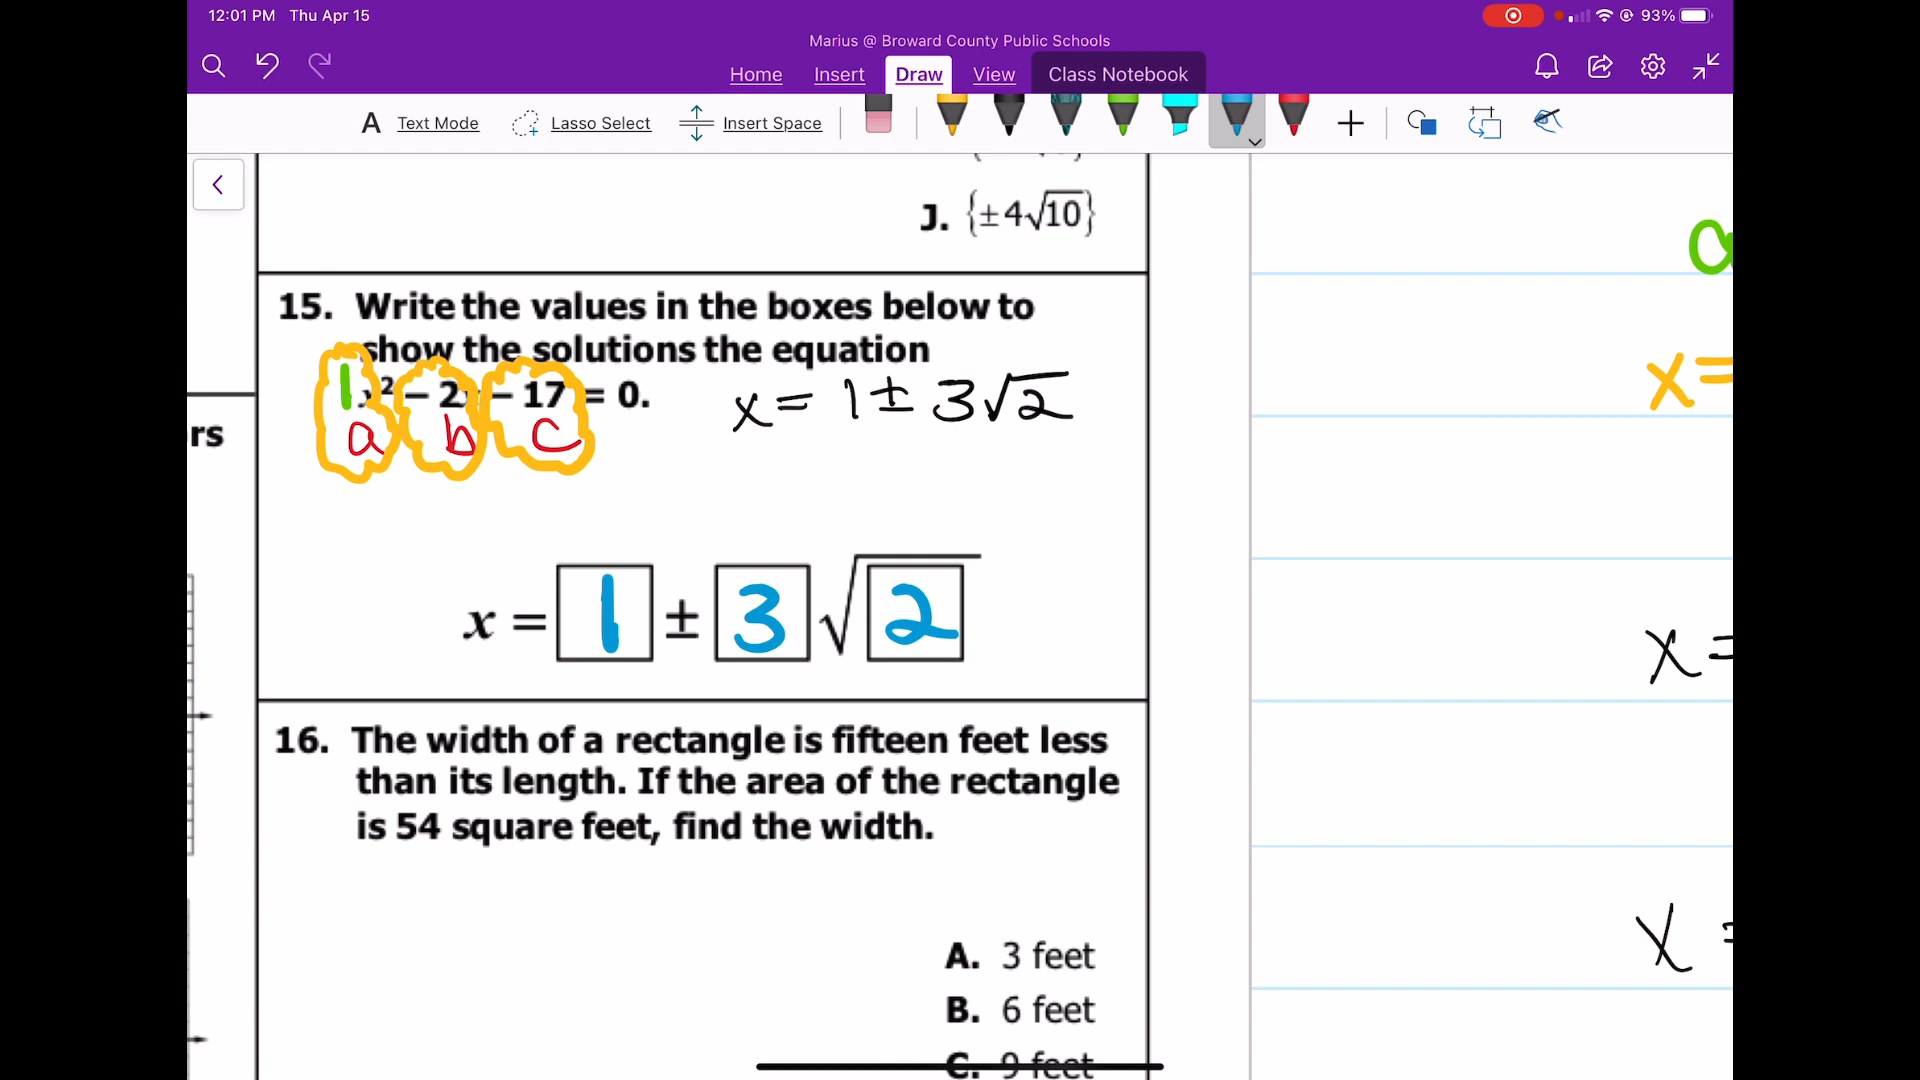 12:01 PM Thu Apr 15
93%
Marius @ Broward County Public Schools
Home Insert Draw View Class Notebook
A Text Mode Lasso Select Insert Space
J. {±4√10}
15. Write the values in the boxes below to
show the solutions the equation
1x² – 2x – 17 = 0.
x = 1 ± 3√2
a b c
rs
x = 1 ± 3 √2
16. The width of a rectangle is fifteen feet less
than its length. If the area of the rectangle
is 54 square feet, find the width.
A. 3 feet
B. 6 feet
C. 9 feet
a
x=
x=
x =